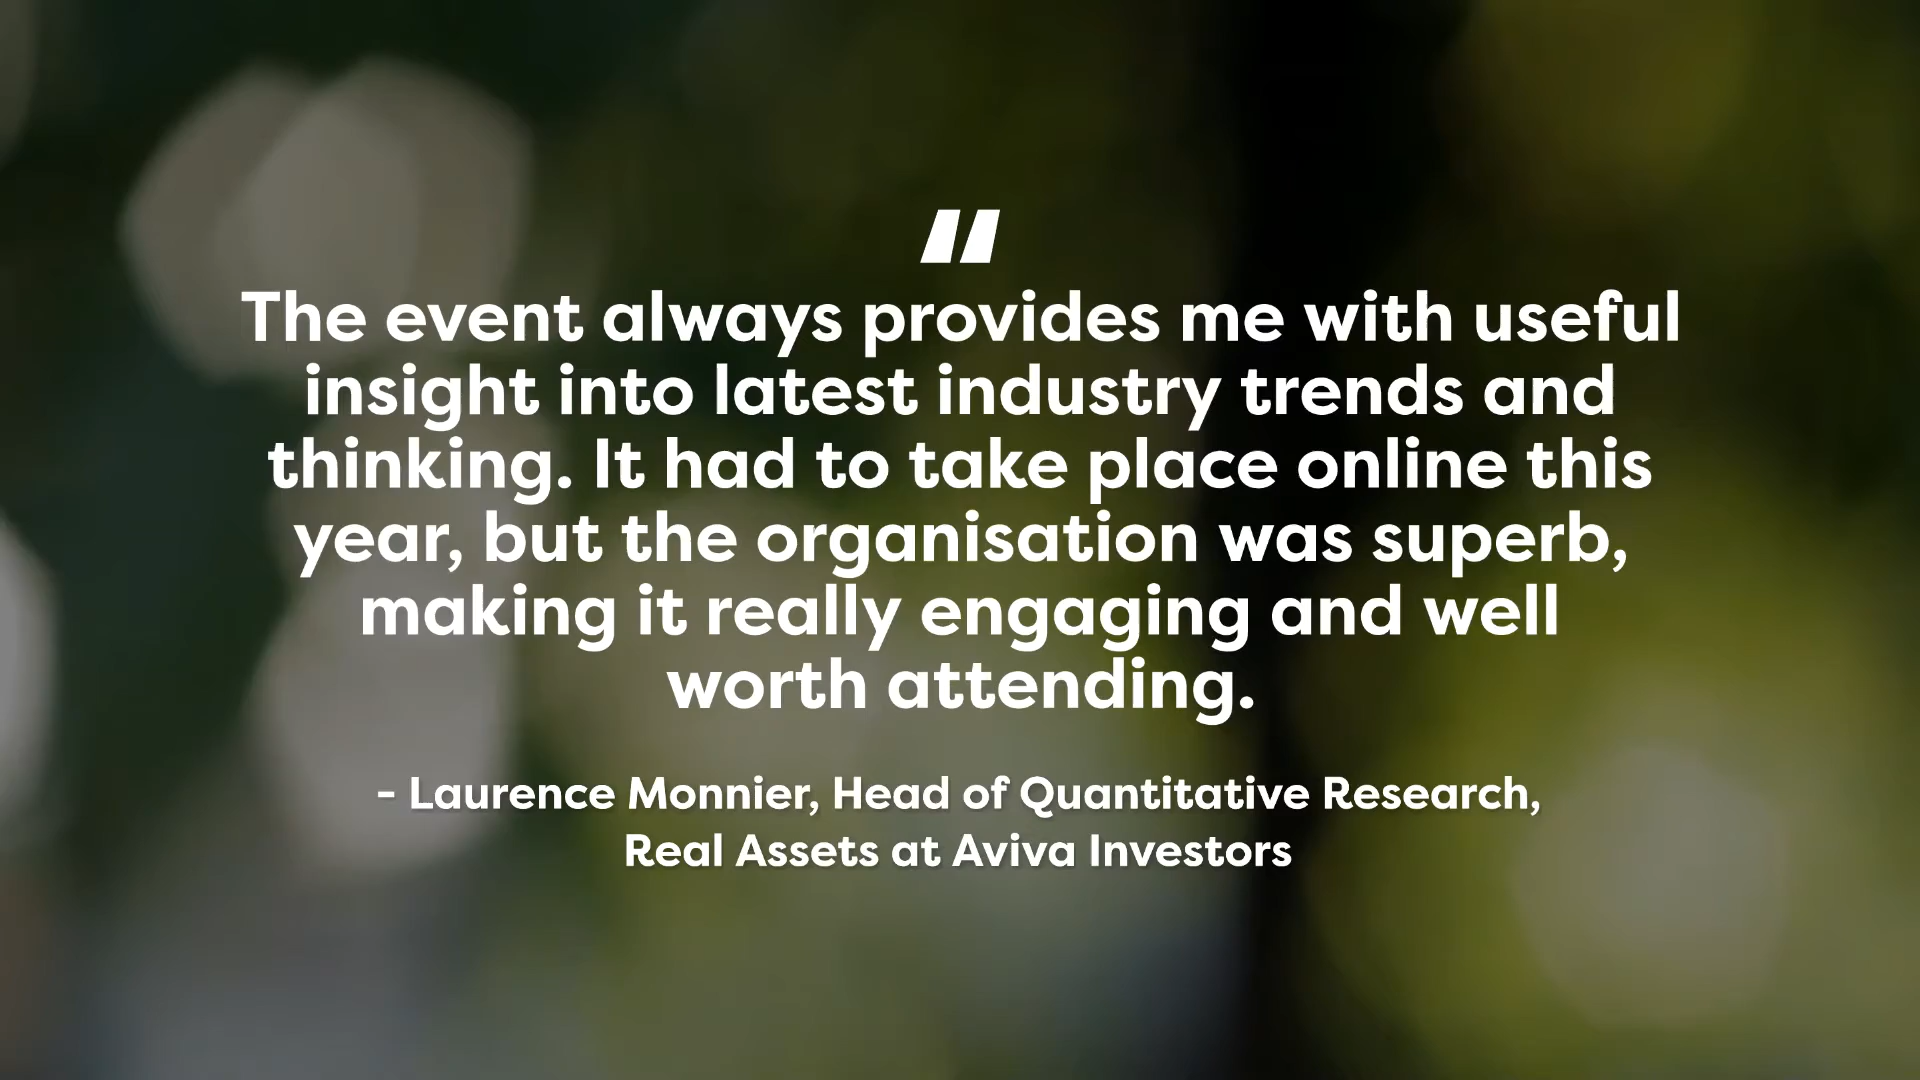 "
The event always provides me with useful
insight into latest industry trends and
thinking. It had to take place online this
year, but the organisation was superb,
making it really engaging and well
worth attending.
- Laurence Monnier, Head of Quantitative Research,
Real Assets at Aviva Investors